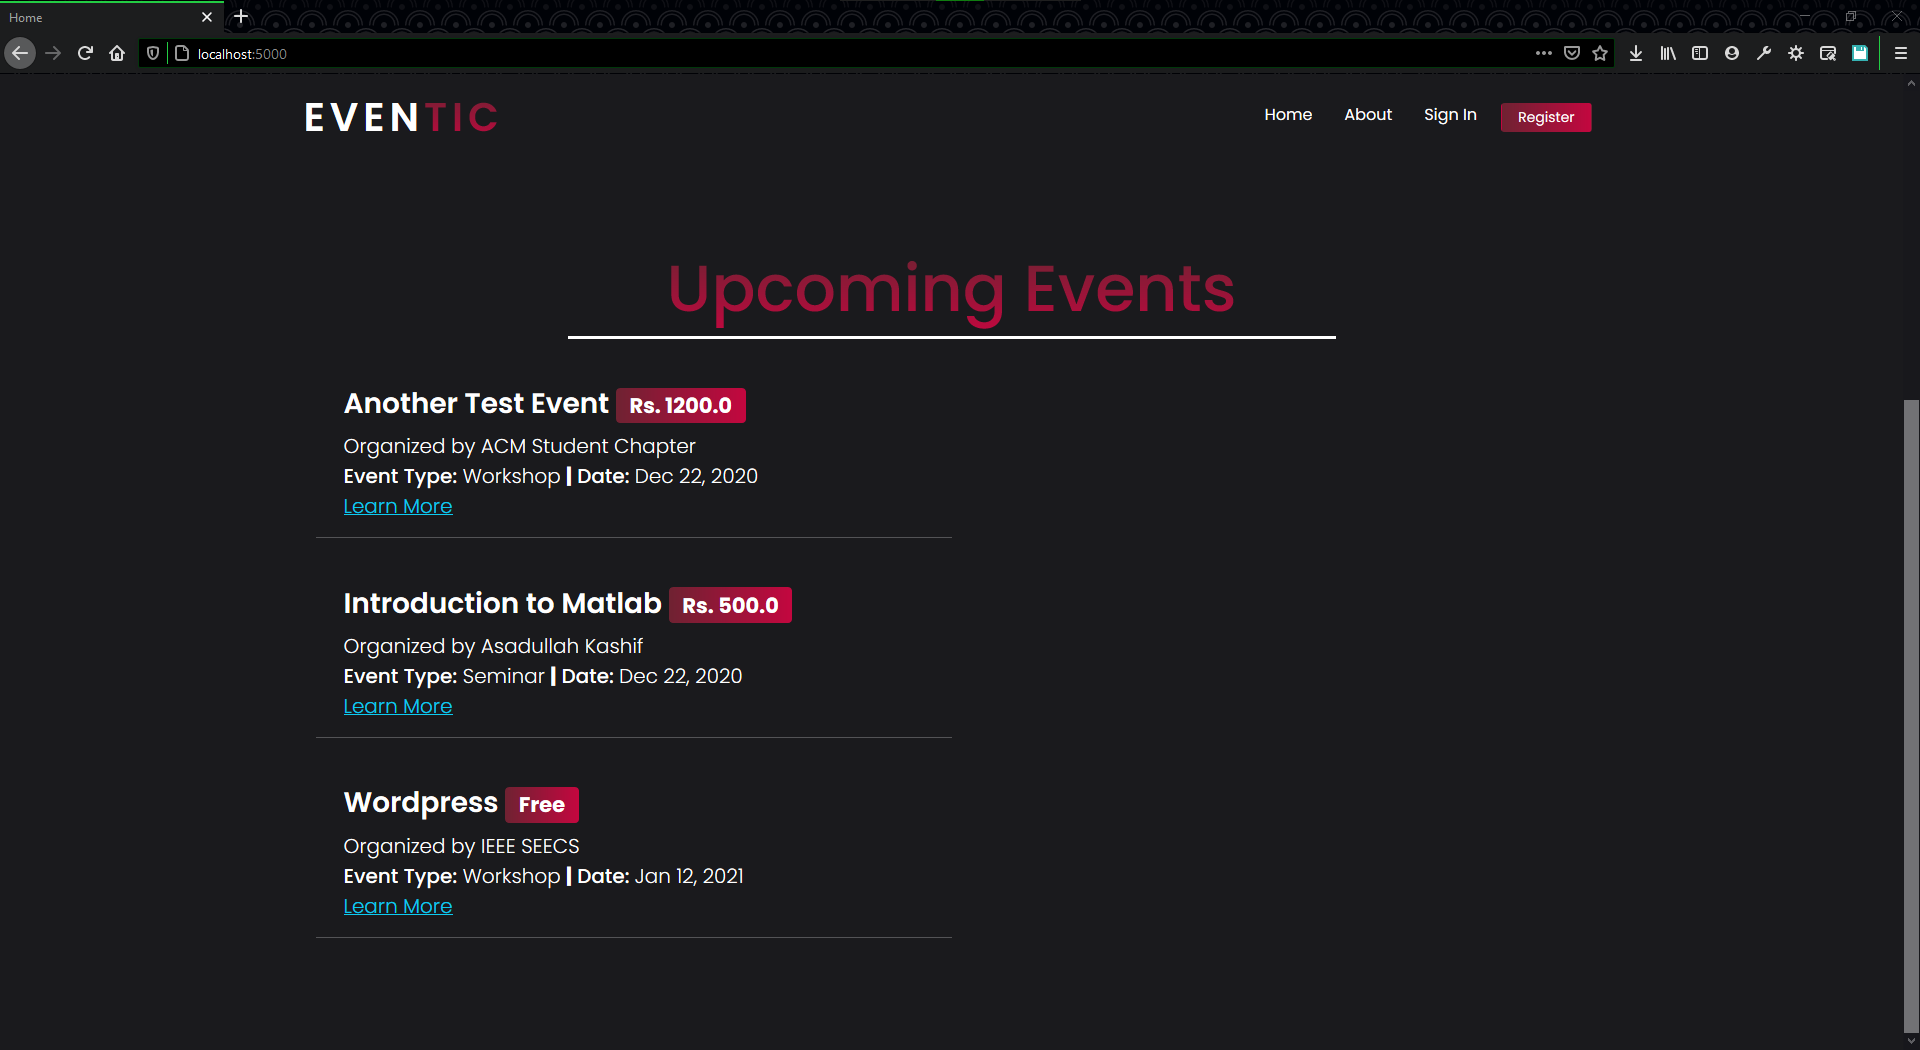 Home
localhost:5000
EVENTIC
Home About Sign In Register
Upcoming Events
Another Test Event Rs. 1200.0
Organized by ACM Student Chapter
Event Type: Workshop | Date: Dec 22, 2020
Learn More
Introduction to Matlab Rs. 500.0
Organized by Asadullah Kashif
Event Type: Seminar | Date: Dec 22, 2020
Learn More
Wordpress Free
Organized by IEEE SEECS
Event Type: Workshop | Date: Jan 12, 2021
Learn More